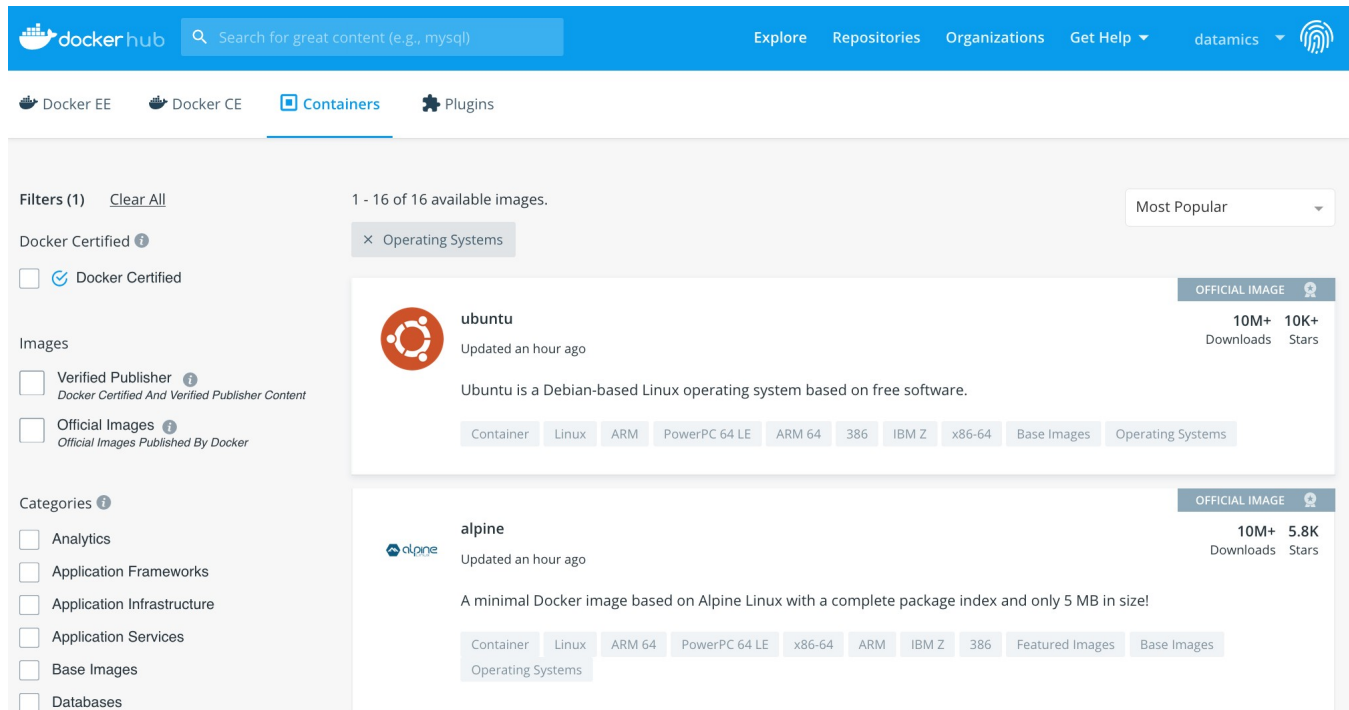 docker hub
Search for great content (e.g., mysql)
Explore Repositories Organizations Get Help datamics
Docker EE Docker CE Containers Plugins
Filters (1) Clear All
1 - 16 of 16 available images.
Most Popular
Operating Systems
Docker Certified
Docker Certified
Images
Verified Publisher
Docker Certified And Verified Publisher Content
Official Images
Official Images Published By Docker
Categories
Analytics
Application Frameworks
Application Infrastructure
Application Services
Base Images
Databases
OFFICIAL IMAGE
ubuntu
10M+ 10K+
Downloads Stars
Updated an hour ago
Ubuntu is a Debian-based Linux operating system based on free software.
Container Linux ARM PowerPC 64 LE ARM 64 386 IBM Z x86-64 Base Images Operating Systems
OFFICIAL IMAGE
alpine
alpine
10M+ 5.8K
Downloads Stars
Updated an hour ago
A minimal Docker image based on Alpine Linux with a complete package index and only 5 MB in size!
Container Linux ARM 64 PowerPC 64 LE x86-64 ARM IBM Z 386 Featured Images Base Images
Operating Systems